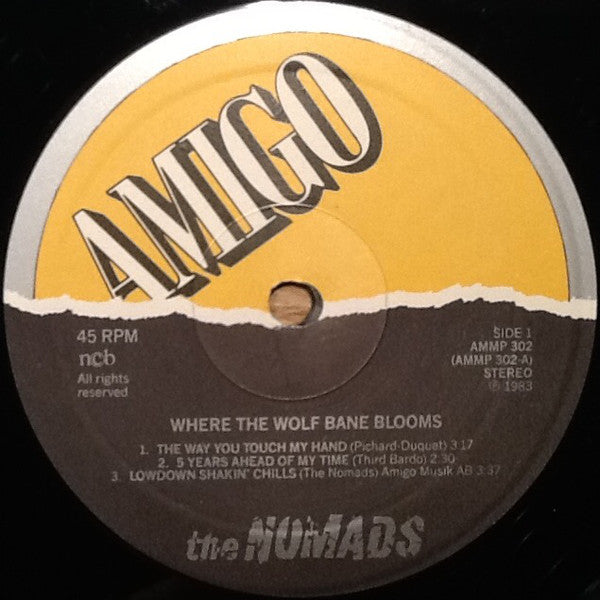 AMIGO
45 RPM
ncb
All rights
reserved
SIDE 1
AMMP 302
(AMMP 302-A)
STEREO
℗ 1983
WHERE THE WOLF BANE BLOOMS
1. THE WAY YOU TOUCH MY HAND (Pichard-Duquet) 3:17
2. 5 YEARS AHEAD OF MY TIME (Third Bardo) 2:30
3. LOWDOWN SHAKIN' CHILLS (The Nomads) Amigo Musik AB 3:37
the NOMADS